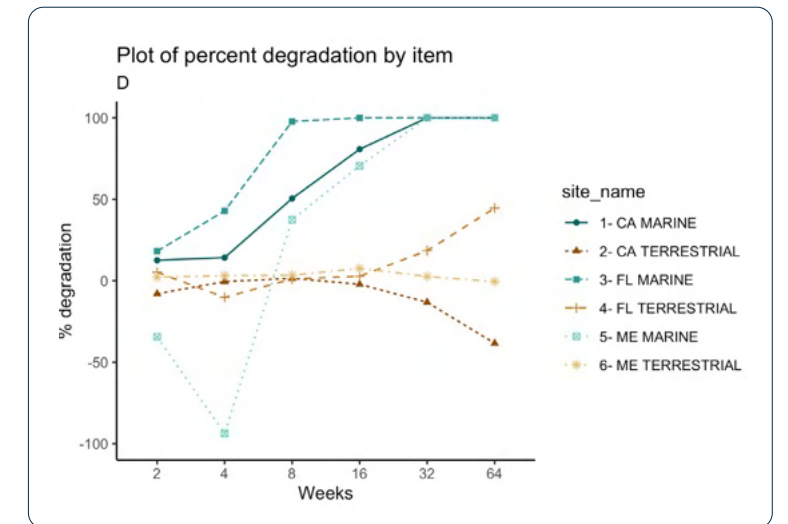 Plot of percent degradation by item
D
100
50
0
-50
-100
% degradation
2 4 8 16 32 64
Weeks
site_name
1- CA MARINE
2- CA TERRESTRIAL
3- FL MARINE
4- FL TERRESTRIAL
5- ME MARINE
6- ME TERRESTRIAL